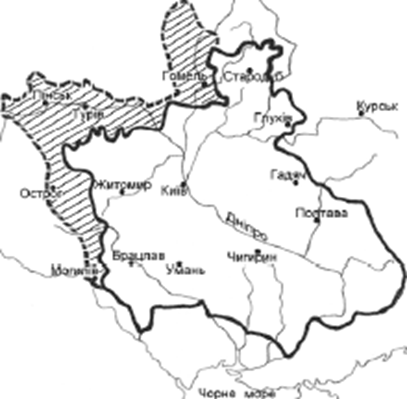 Гомель
Стародуб
Пінськ
Турів
Глухів
Курськ
Острог
Житомир
Київ
Гадяч
Полтава
Дніпро
Могилів
Брацлав
Умань
Чигирин
Чорне море